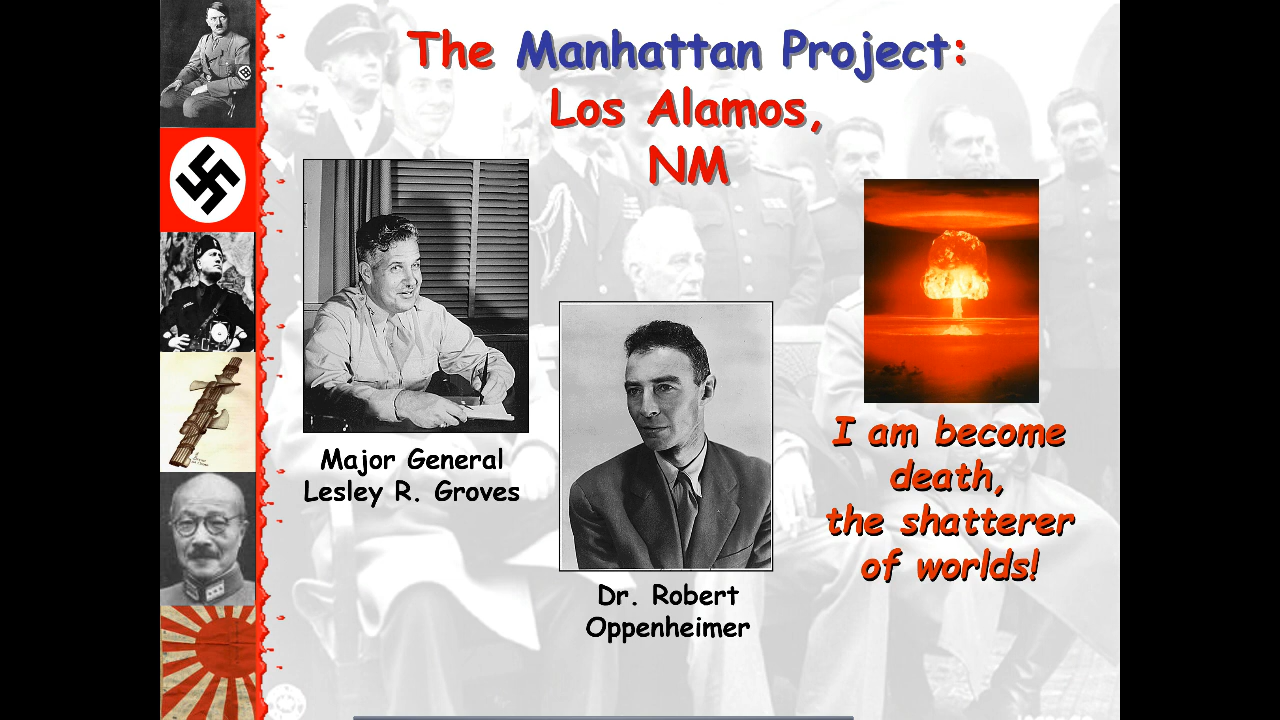 The Manhattan Project:
Los Alamos,
NM
Major General
Lesley R. Groves
Dr. Robert
Oppenheimer
I am become
death,
the shatterer
of worlds!